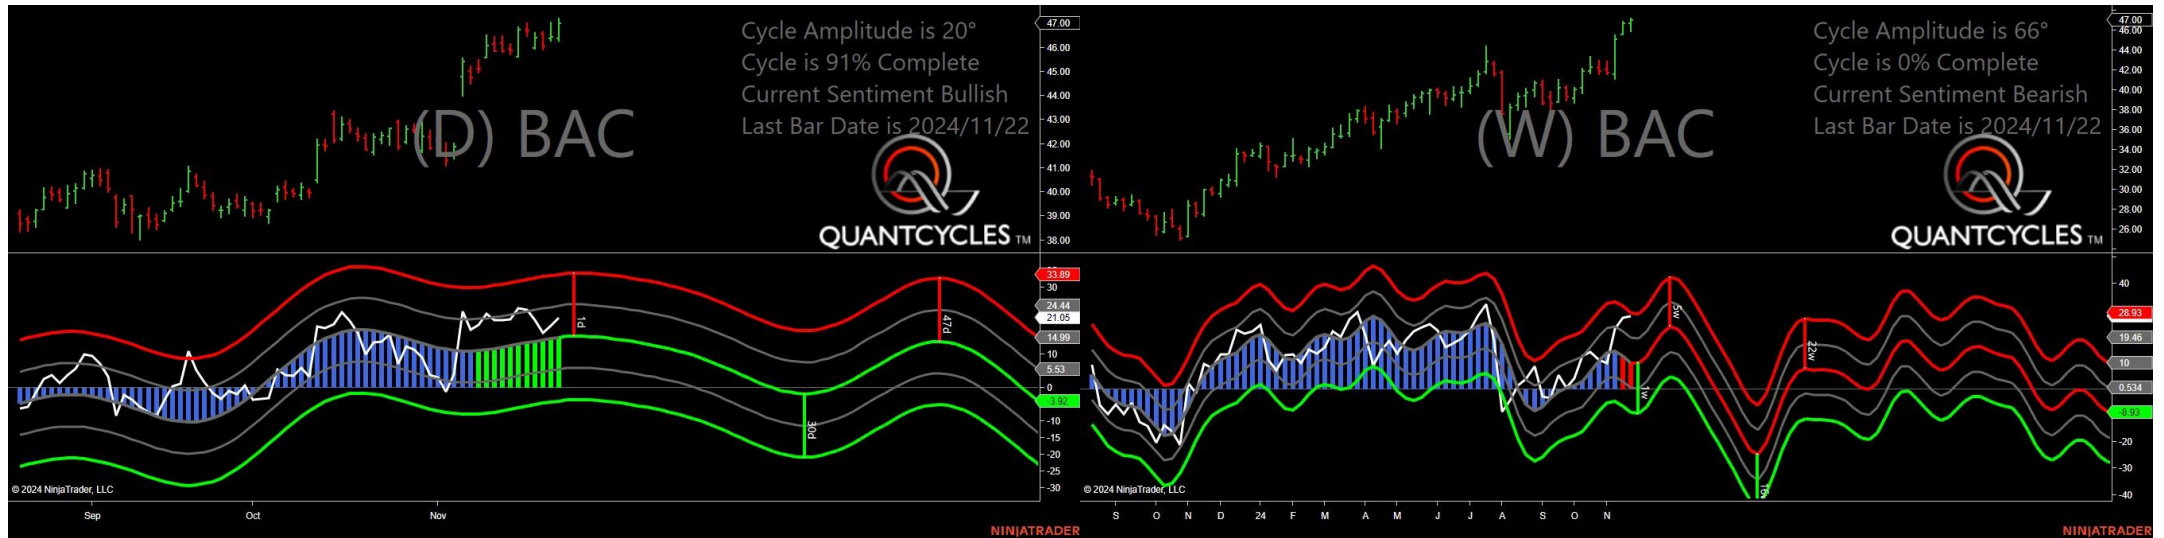 Cycle Amplitude is 20°
Cycle is 91% Complete
Current Sentiment Bullish
Last Bar Date is 2024/11/22
(D) BAC
QUANTCYCLES TM
47.00
46.00
45.00
44.00
43.00
42.00
41.00
40.00
39.00
38.00
33.89
30
24.44
21.05
14.99
10
5.53
0
-3.92
-10
-15
-20
-25
-30
1d
30d
47d
© 2024 NinjaTrader, LLC
Sep Oct Nov
NINJATRADER
Cycle Amplitude is 66°
Cycle is 0% Complete
Current Sentiment Bearish
Last Bar Date is 2024/11/22
(W) BAC
QUANTCYCLES TM
47.00
46.00
44.00
42.00
40.00
38.00
36.00
34.00
32.00
30.00
28.00
26.00
40
28.93
19.46
10
0.534
-8.93
-20
-30
-40
1w
5w
22w
© 2024 NinjaTrader, LLC
S O N D 24 F M A M J J A S O N
NINJATRADER